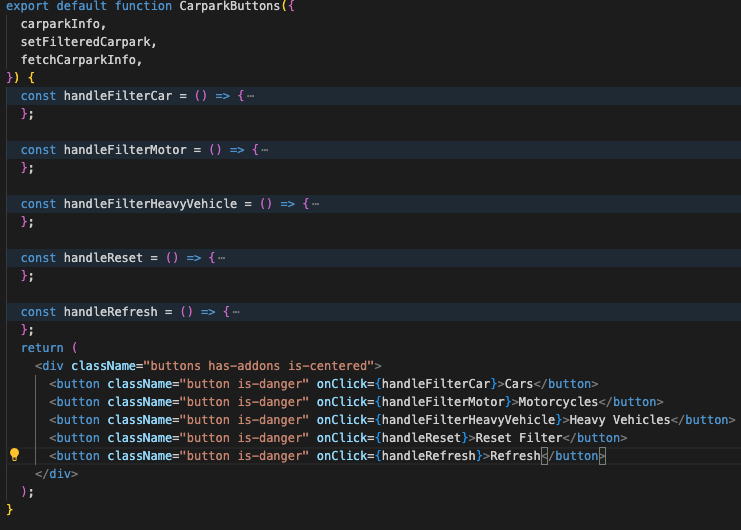 export default function CarparkButtons({
  carparkInfo,
  setFilteredCarpark,
  fetchCarparkInfo,
}) {
  const handleFilterCar = () => {⋯
  };
  const handleFilterMotor = () => {⋯
  };
  const handleFilterHeavyVehicle = () => {⋯
  };
  const handleReset = () => {⋯
  };
  const handleRefresh = () => {⋯
  };
  return (
    <div className="buttons has-addons is-centered">
      <button className="button is-danger" onClick={handleFilterCar}>Cars</button>
      <button className="button is-danger" onClick={handleFilterMotor}>Motorcycles</button>
      <button className="button is-danger" onClick={handleFilterHeavyVehicle}>Heavy Vehicles</button>
      <button className="button is-danger" onClick={handleReset}>Reset Filter</button>
      <button className="button is-danger" onClick={handleRefresh}>Refresh</button>
    </div>
  );
}